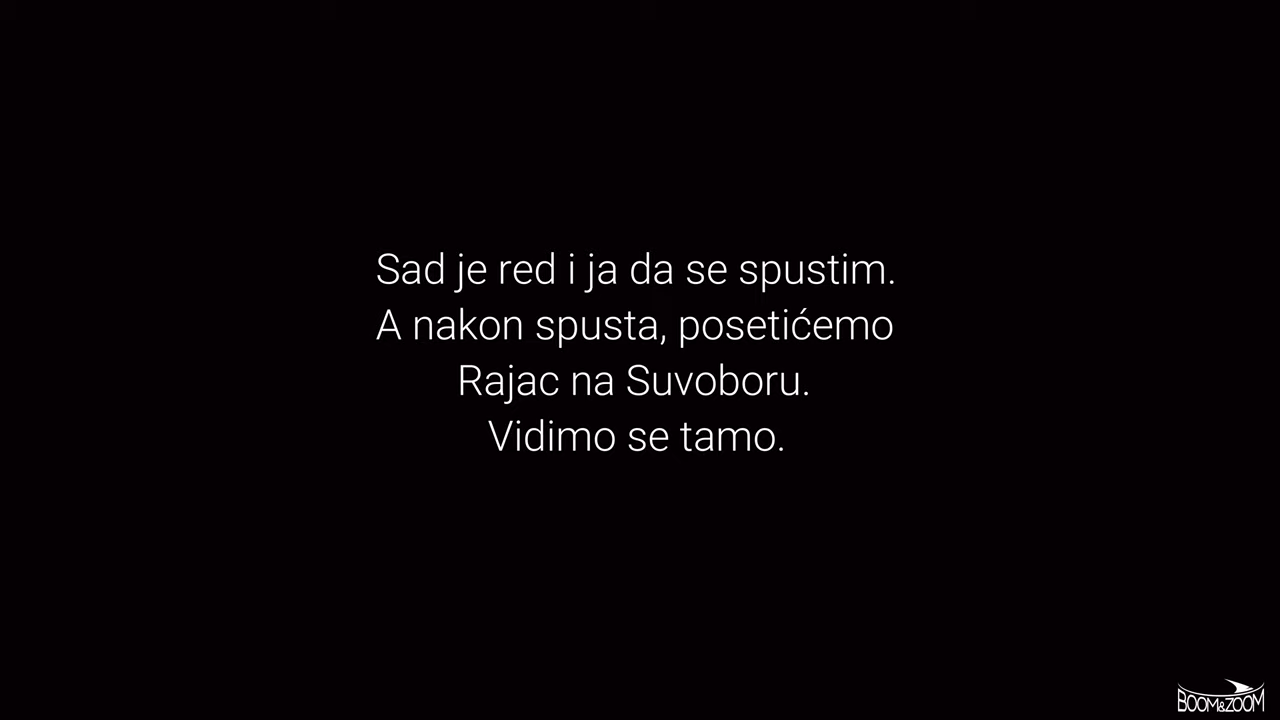 Sad je red i ja da se spustim.
A nakon spusta, posetićemo
Rajac na Suvoboru.
Vidimo se tamo.
BOOM&ZOOM